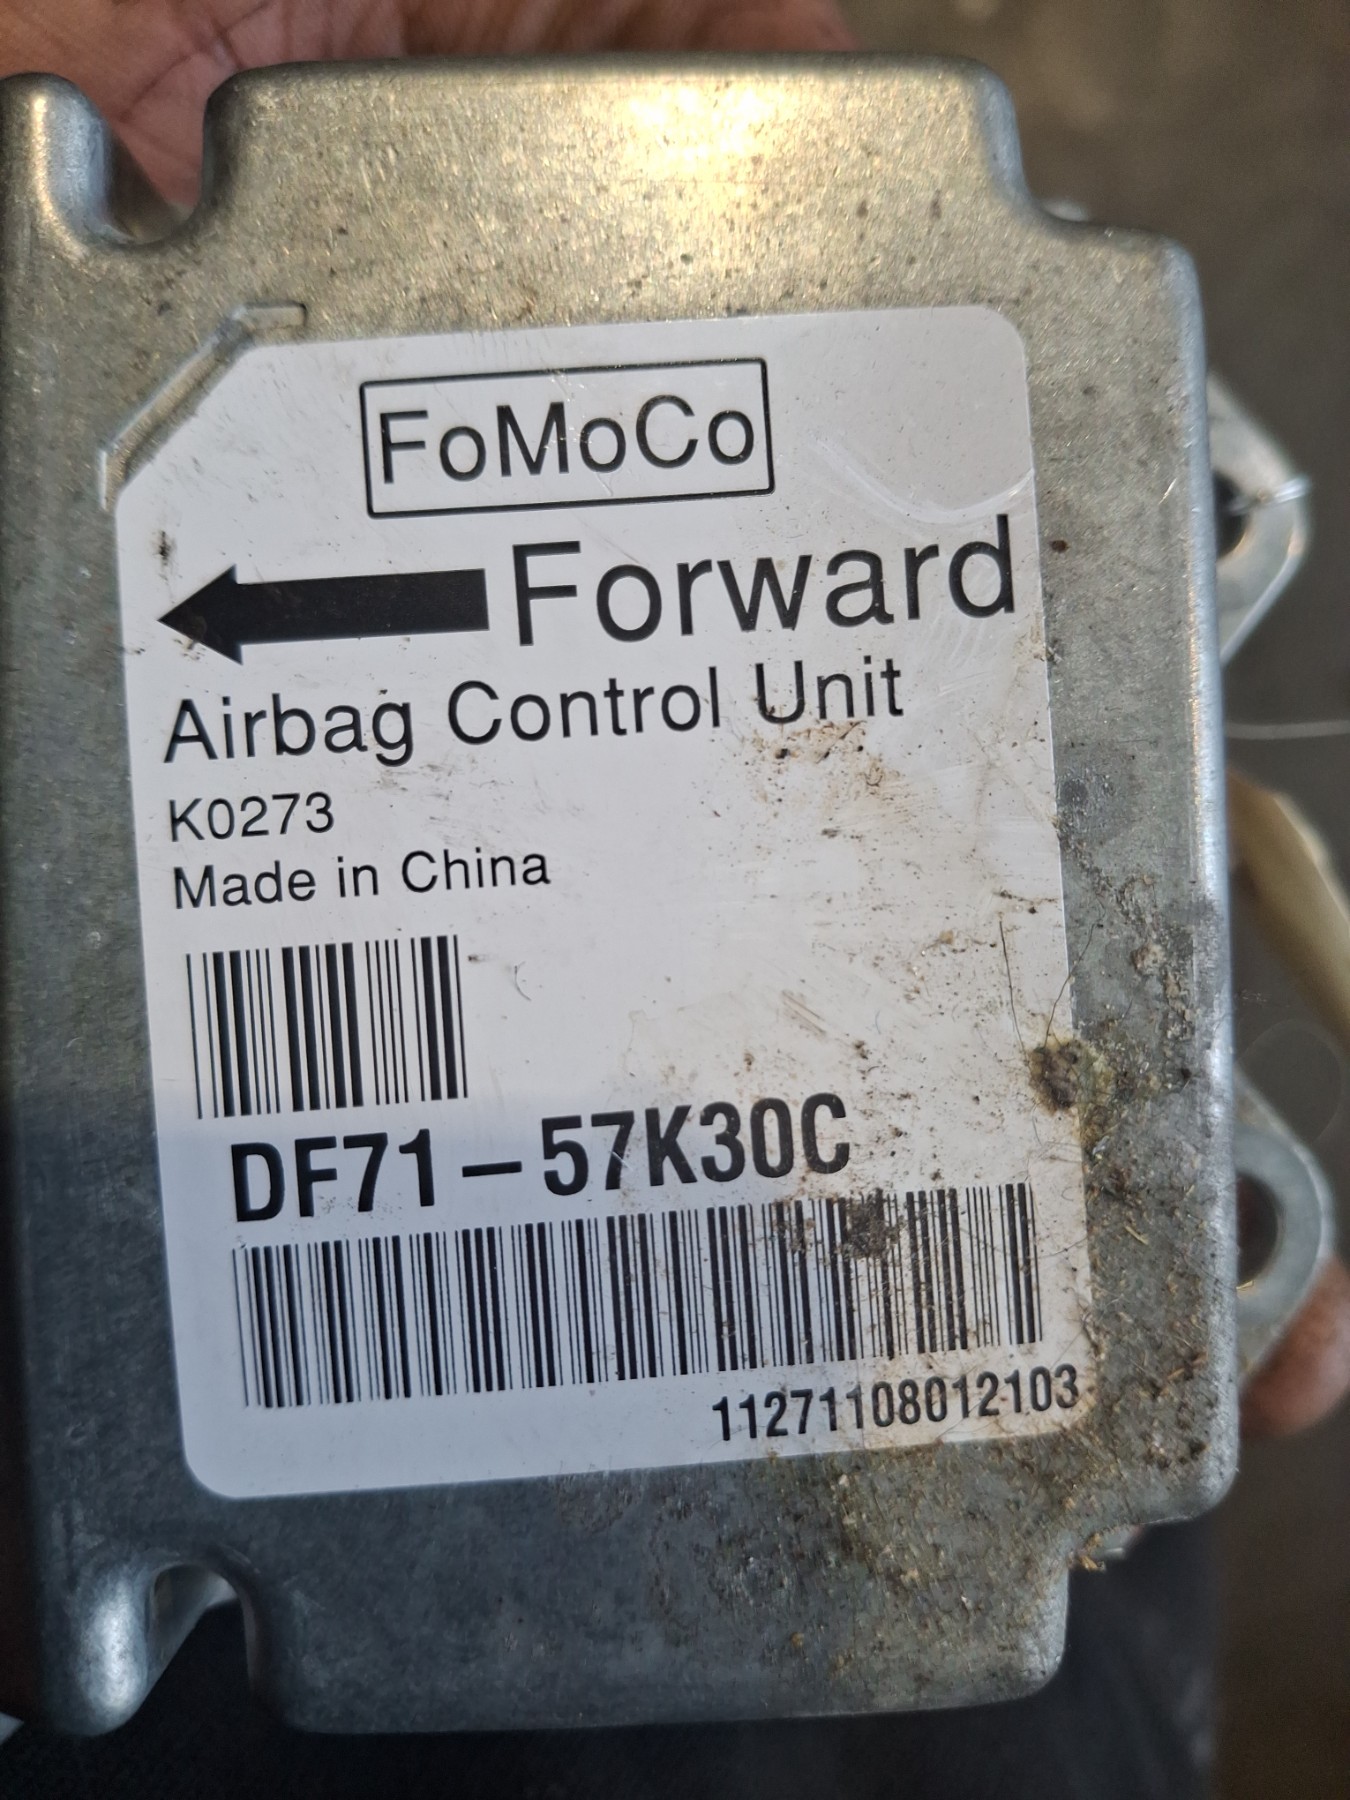 FoMoCo
Forward
Airbag Control Unit
K0273
Made in China
DF71-57K30C
11271108012103